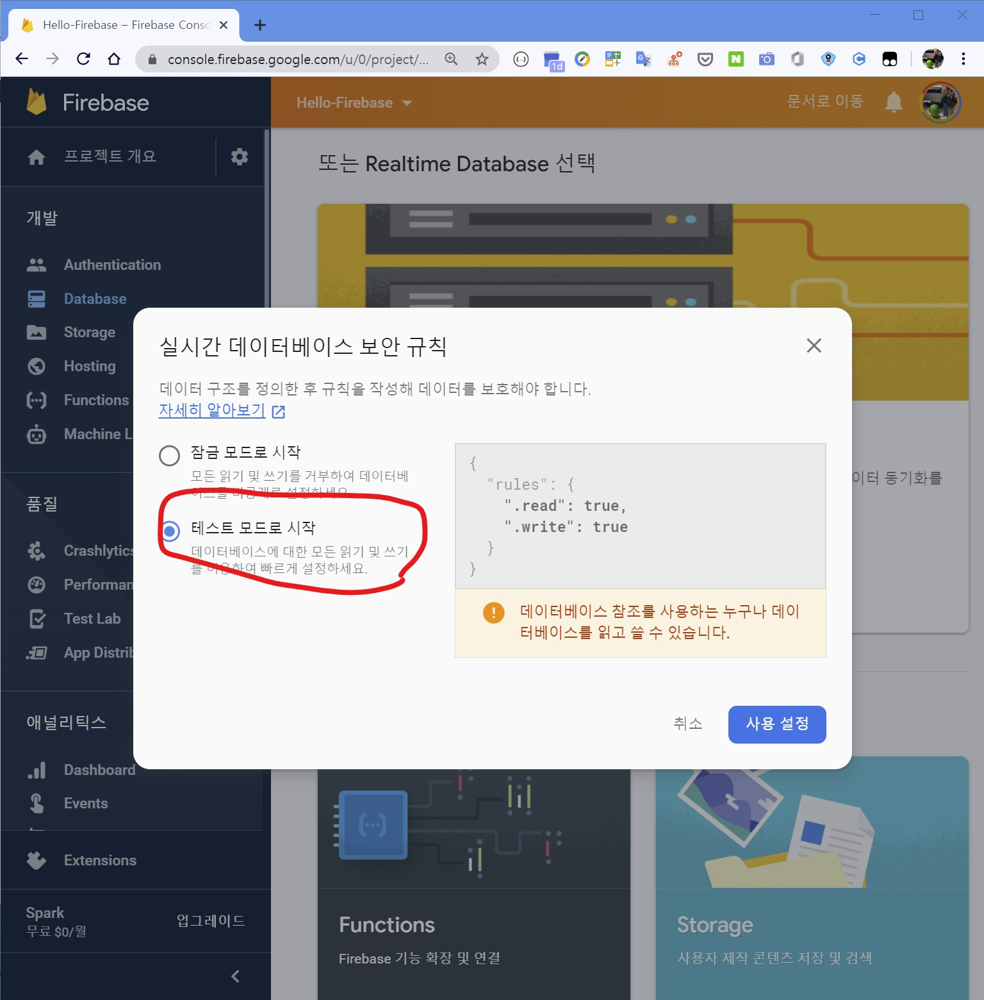 Hello-Firebase – Firebase Conso
console.firebase.google.com/u/0/project/...
1d
Firebase
Hello-Firebase
문서로 이동
프로젝트 개요
또는 Realtime Database 선택
개발
Authentication
Database
Storage
Hosting
Functions
Machine L
품질
Crashlytics
Performan
Test Lab
App Distrib
애널리틱스
Dashboard
Events
Extensions
Spark
무료 $0/월
업그레이드
실시간 데이터베이스 보안 규칙
데이터 구조를 정의한 후 규칙을 작성해 데이터를 보호해야 합니다.
자세히 알아보기
잠금 모드로 시작
모든 읽기 및 쓰기를 거부하여 데이터베
이스를 비공개로 설정하세요.
테스트 모드로 시작
데이터베이스에 대한 모든 읽기 및 쓰기
를 허용하여 빠르게 설정하세요.
{
"rules": {
".read": true,
".write": true
}
}
데이터베이스 참조를 사용하는 누구나 데이
터베이스를 읽고 쓸 수 있습니다.
취소
사용 설정
이터 동기화를
Functions
Firebase 기능 확장 및 연결
Storage
사용자 제작 콘텐츠 저장 및 검색